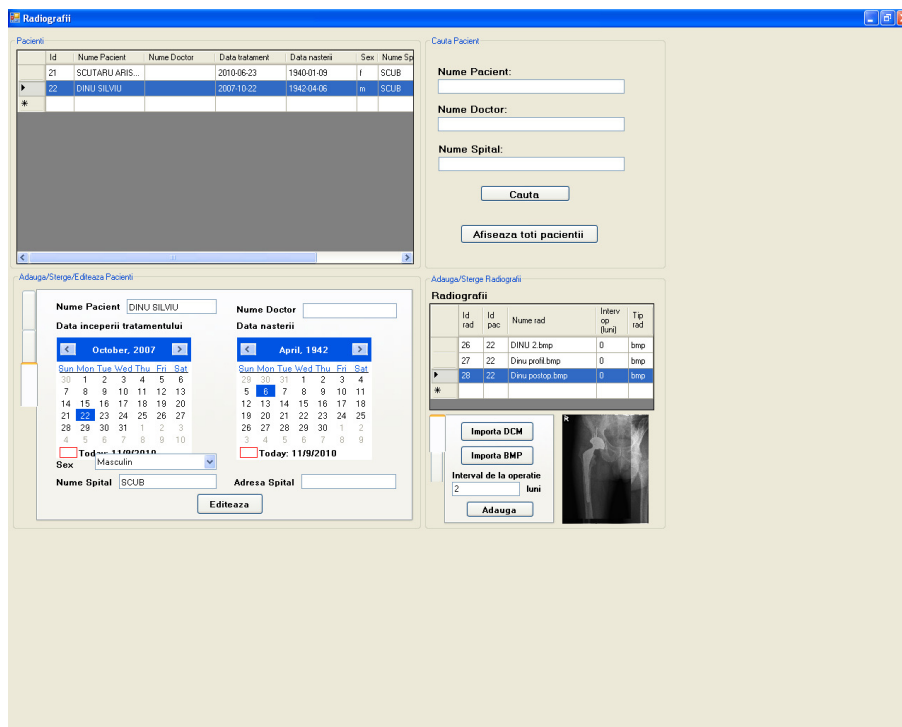 Radiografii
Pacienti
Id Nume Pacient Nume Doctor Data tratament Data nasterii Sex Nume Sp
21 SCUTARU ARIS... 2010-06-23 1940-01-09 f SCUB
22 DINU SILVIU 2007-10-22 1942-04-06 m SCUB
Cauta Pacient
Nume Pacient:
Nume Doctor:
Nume Spital:
Cauta
Afiseaza toti pacientii
Adauga/Sterge/Editeaza Pacienti
Nume Pacient DINU SILVIU
Nume Doctor
Data inceperii tratamentului
Data nasterii
October, 2007
Sun Mon Tue Wed Thu Fri Sat
30 1 2 3 4 5 6
7 8 9 10 11 12 13
14 15 16 17 18 19 20
21 22 23 24 25 26 27
28 29 30 31 1 2 3
4 5 6 7 8 9 10
Today: 11/9/2010
April, 1942
Sun Mon Tue Wed Thu Fri Sat
29 30 31 1 2 3 4
5 6 7 8 9 10 11
12 13 14 15 16 17 18
19 20 21 22 23 24 25
26 27 28 29 30 1 2
3 4 5 6 7 8 9
Today: 11/9/2010
Sex Masculin
Nume Spital SCUB
Adresa Spital
Editeaza
Adauga/Sterge Radiografii
Radiografii
Id rad Id pac Nume rad Interv op (luni) Tip rad
26 22 DINU 2.bmp 0 bmp
27 22 Dinu profil.bmp 0 bmp
28 22 Dinu postop.bmp 0 bmp
Importa DCM
Importa BMP
Interval de la operatie
2 luni
Adauga
R